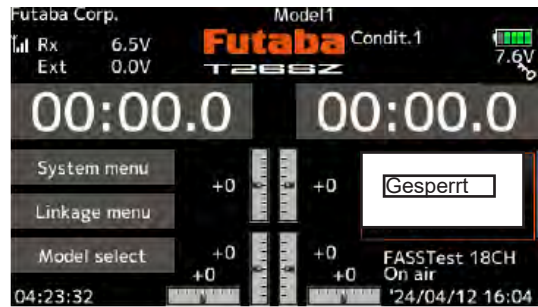 Futaba Corp. Model1
Rx 6.5V Futaba Condit.1
Ext 0.0V T26SZ 7.6V
00:00.0 00:00.0
System menu
+0 +0 Gesperrt
Linkage menu
Model select +0 +0 FASSTest 18CH
+0 +0 On air
04:23:32 '24/04/12 16:04